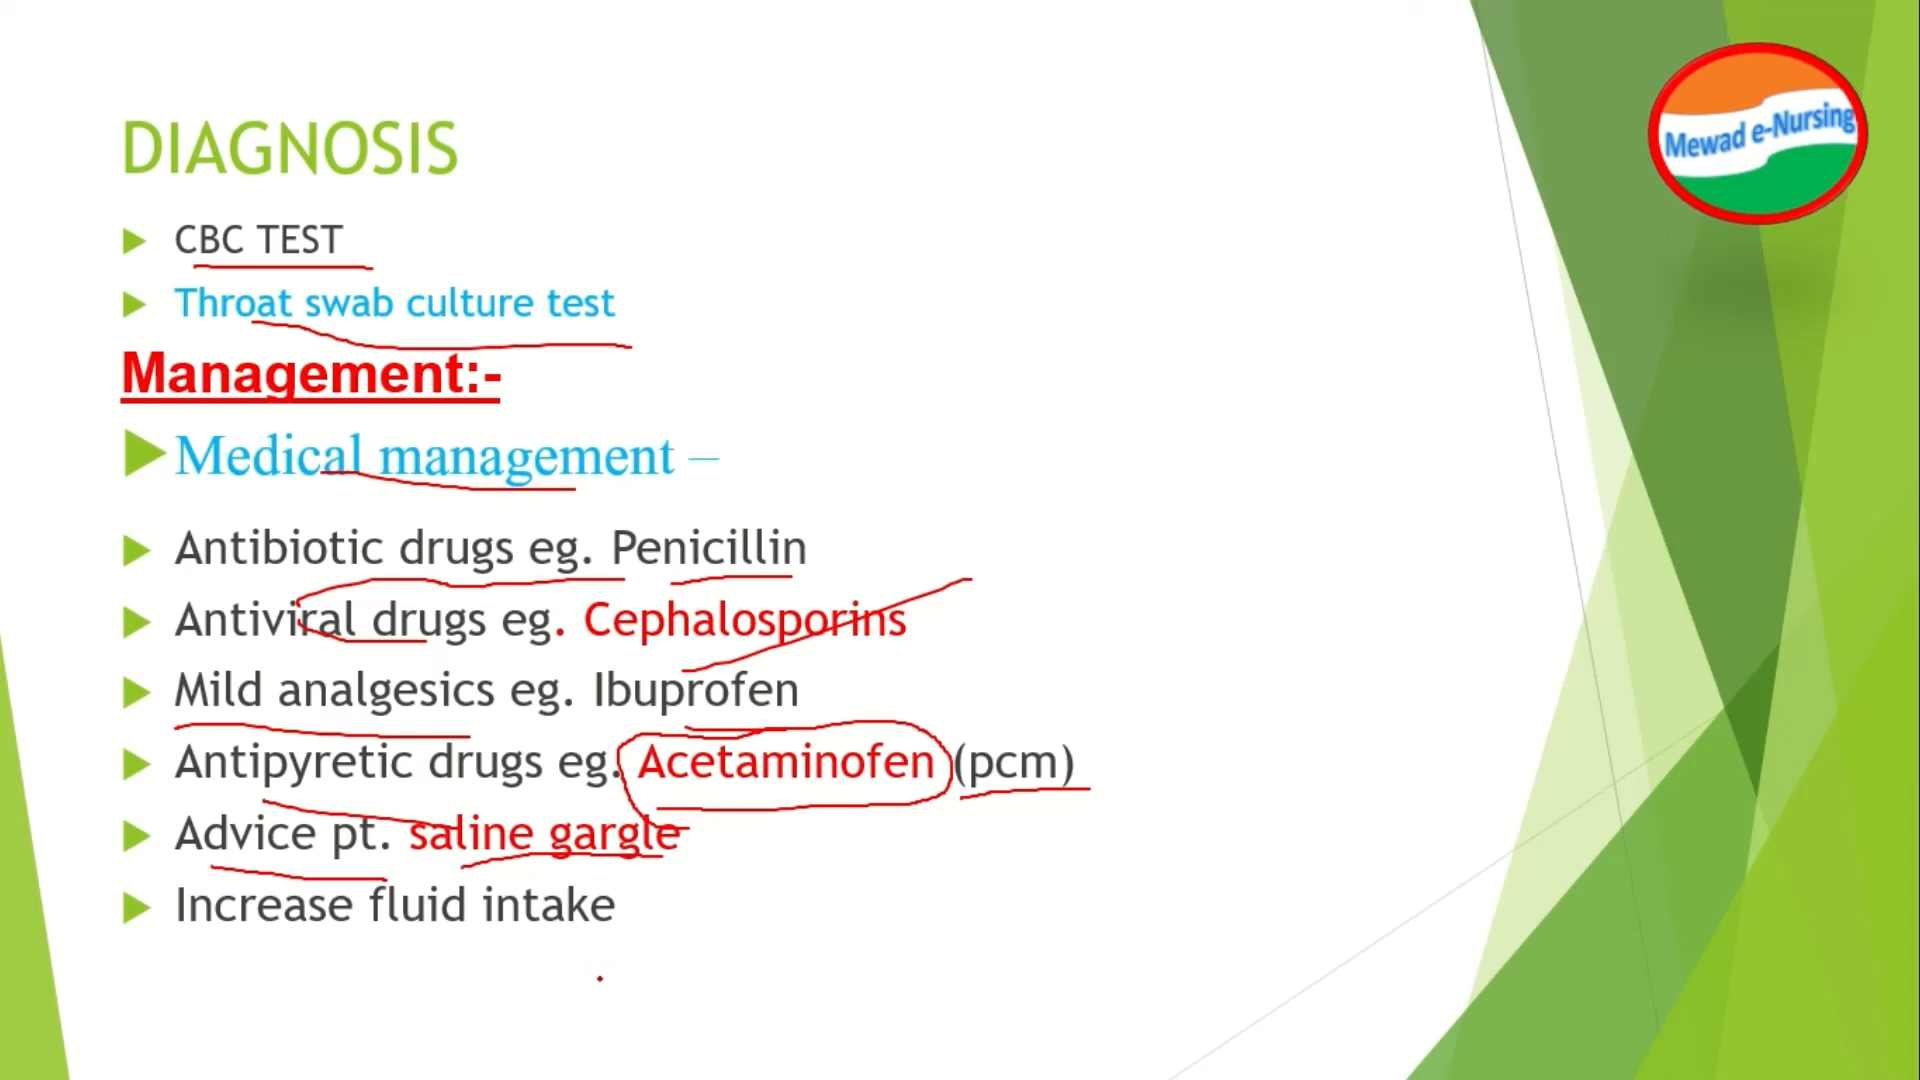 DIAGNOSIS
Mewad e-Nursing
CBC TEST
Throat swab culture test
Management:-
Medical management –
Antibiotic drugs eg. Penicillin
Antiviral drugs eg. Cephalosporins
Mild analgesics eg. Ibuprofen
Antipyretic drugs eg. Acetaminofen (pcm)
Advice pt. saline gargle
Increase fluid intake